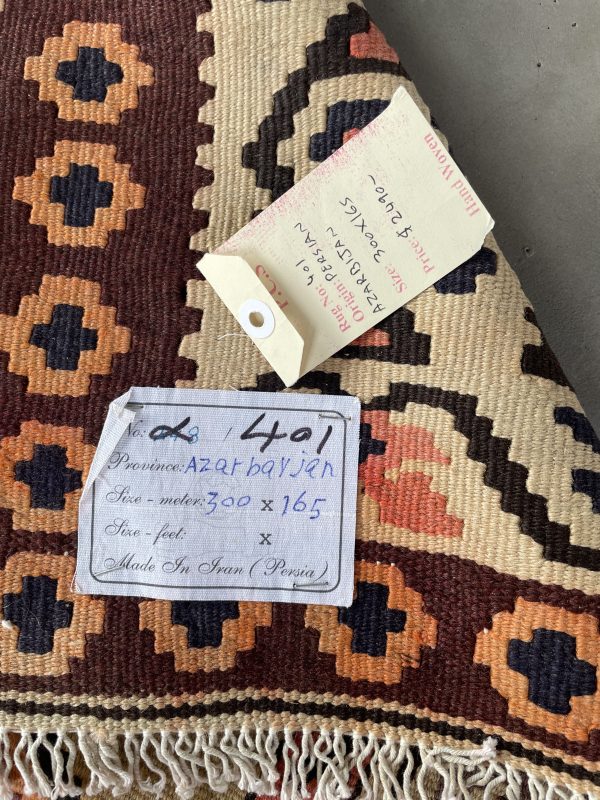 Hand Woven
Price: $ 2490~
Size: 300X165
AZARBIJAN
Origin: PERSIAN
Rug No: 401
No: / 401
Province: Azarbayjan
Size - meter: 300 x 165
Size - feet: x
Made In Iran (Persia)